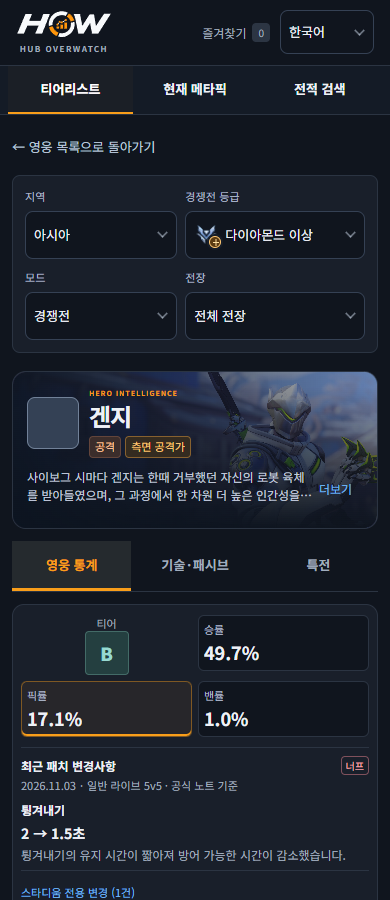 HOW
HUB OVERWATCH
즐겨찾기 0
한국어
티어리스트 현재 메타픽 전적 검색
← 영웅 목록으로 돌아가기
지역 경쟁전 등급
아시아 다이아몬드 이상
모드 전장
경쟁전 전체 전장
HERO INTELLIGENCE
겐지
공격 측면 공격가
사이보그 시마다 겐지는 한때 거부했던 자신의 로봇 육체
를 받아들였으며, 그 과정에서 한 차원 더 높은 인간성을… 더보기
영웅 통계 기술·패시브 특전
티어
B
승률
49.7%
픽률
17.1%
밴률
1.0%
최근 패치 변경사항 너프
2026.11.03 · 일반 라이브 5v5 · 공식 노트 기준
튕겨내기
2 → 1.5초
튕겨내기의 유지 시간이 짧아져 방어 가능한 시간이 감소했습니다.
스타디움 전용 변경 (1건)